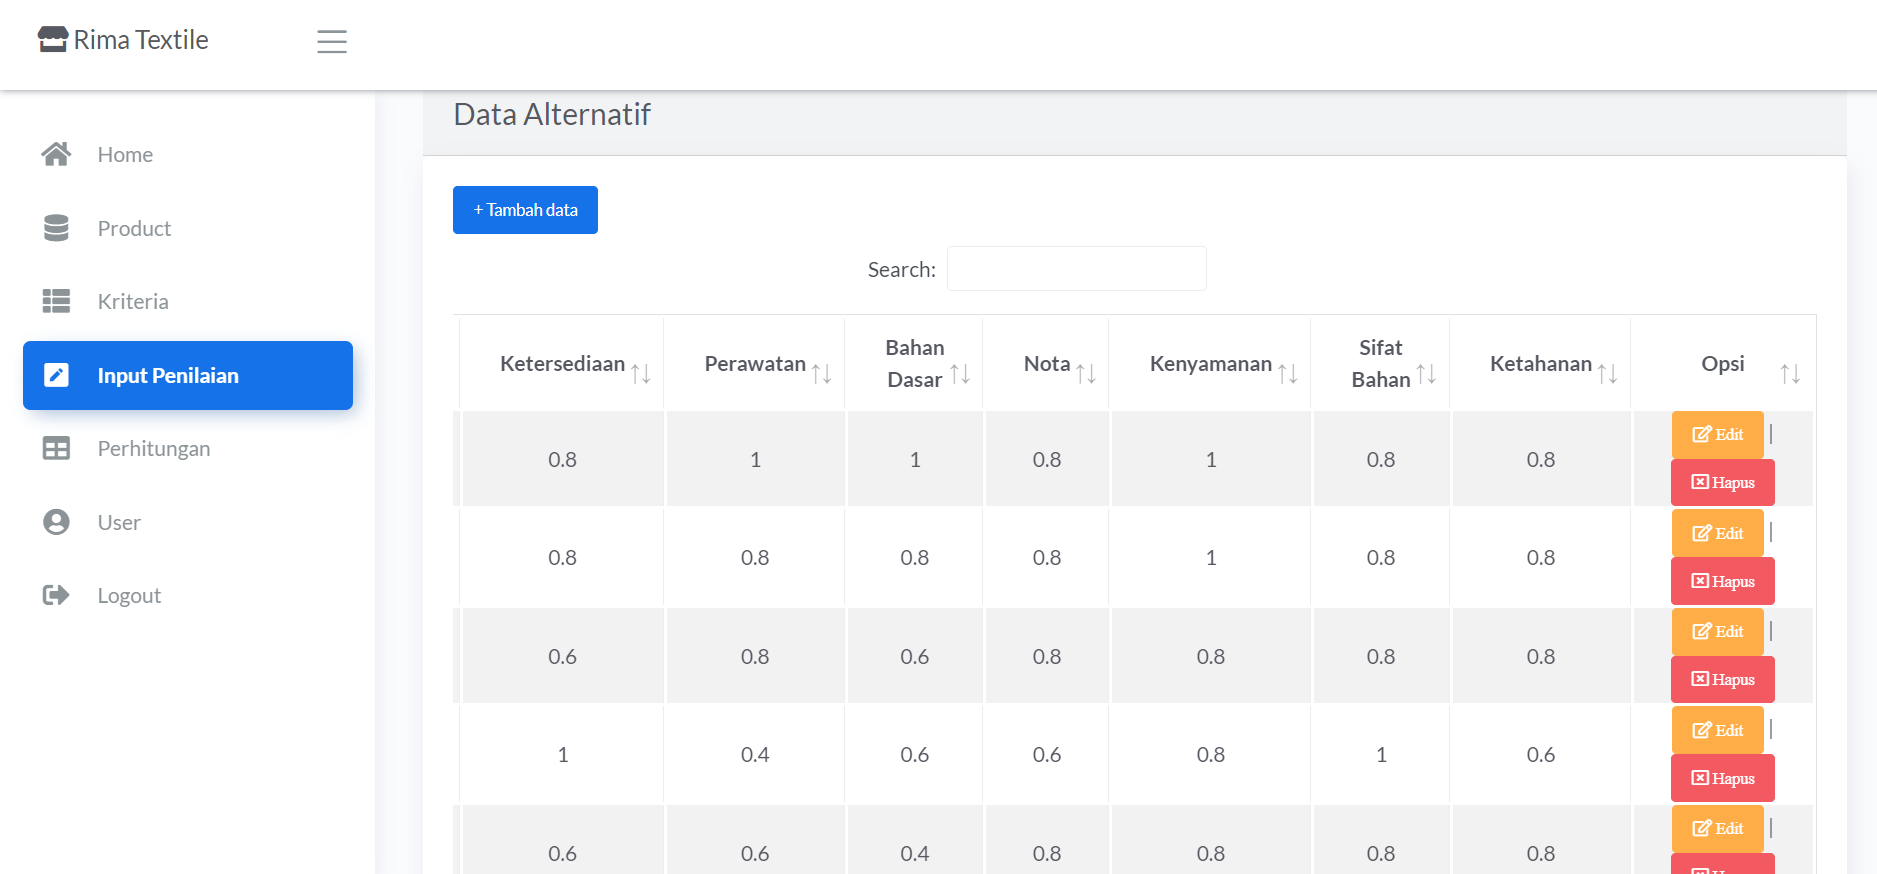 Rima Textile
Home
Product
Kriteria
Input Penilaian
Perhitungan
User
Logout
Data Alternatif
+ Tambah data
Search:
Ketersediaan Perawatan Bahan Dasar Nota Kenyamanan Sifat Bahan Ketahanan Opsi
0.8 1 1 0.8 1 0.8 0.8 Edit |
Hapus
0.8 0.8 0.8 0.8 1 0.8 0.8 Edit |
Hapus
0.6 0.8 0.6 0.8 0.8 0.8 0.8 Edit |
Hapus
1 0.4 0.6 0.6 0.8 1 0.6 Edit |
Hapus
0.6 0.6 0.4 0.8 0.8 0.8 0.8 Edit |